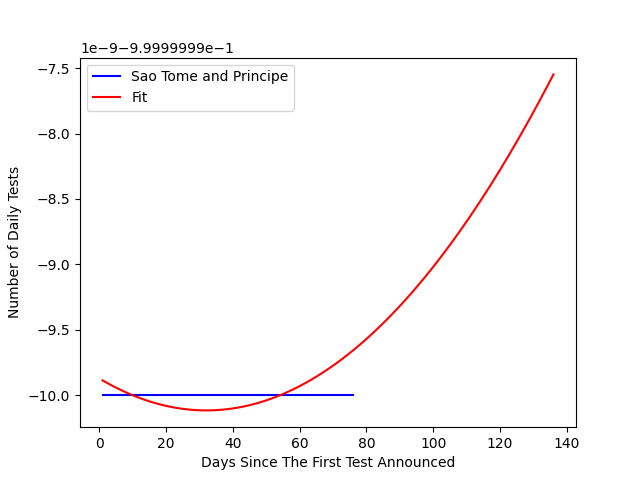 1e−9−9.9999999e−1
−7.5
−8.0
−8.5
−9.0
−9.5
−10.0
Number of Daily Tests
Sao Tome and Principe
Fit
0 20 40 60 80 100 120 140
Days Since The First Test Announced